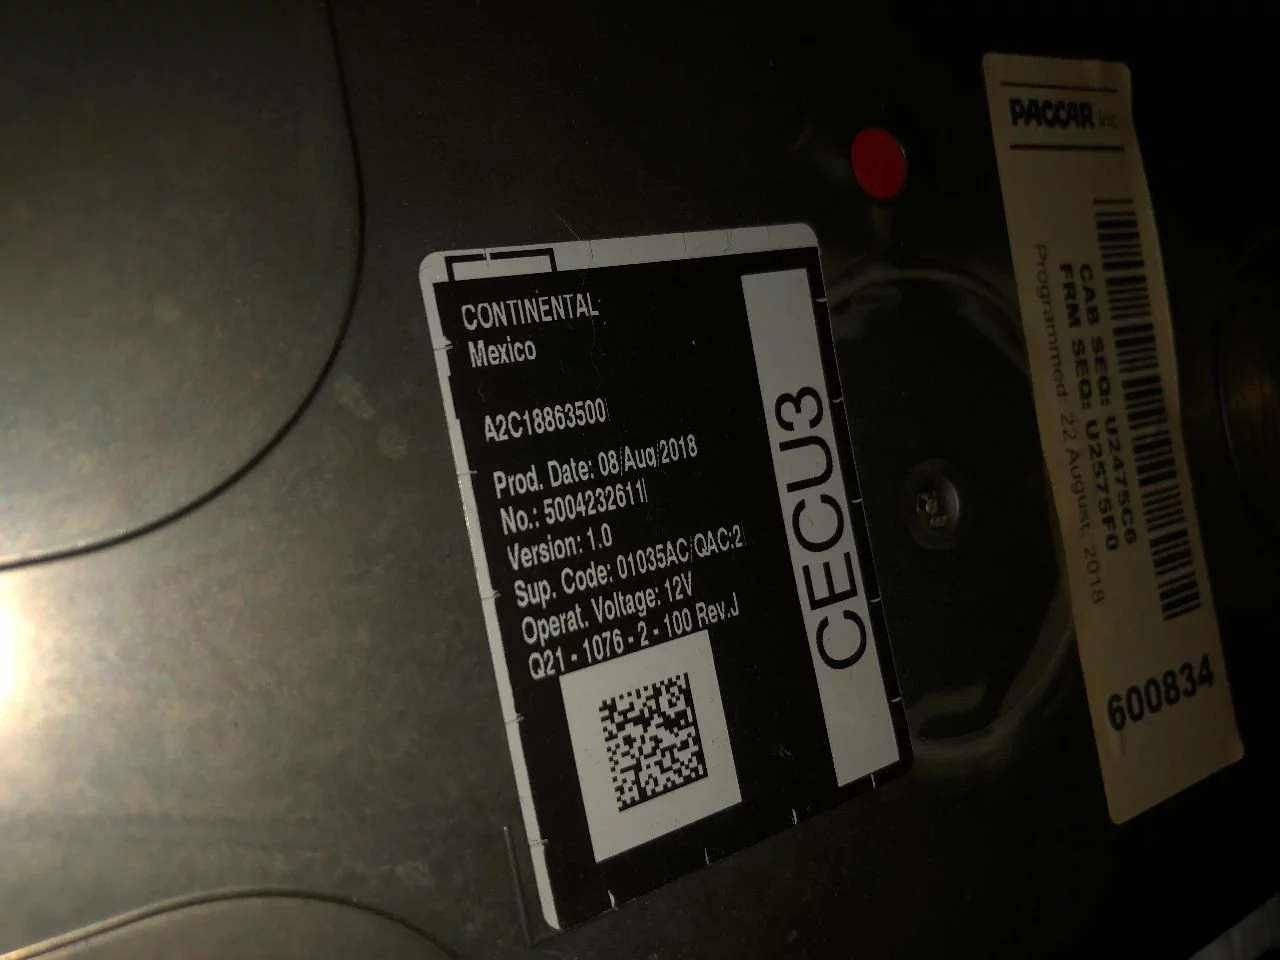 CONTINENTAL
Mexico
A2C18863500
Prod. Date: 08/Aug/2018
No.: 5004232611
Version: 1.0
Sup. Code: 01035AC/QAC:2
Operat. Voltage: 12V
Q21 - 1076 - 2 - 100 Rev.J
CECU3
PACCAR Inc
CAB SEQ: U2475C6
FRM SEQ: U2575F0
Programmed: 22 August, 2018
600834